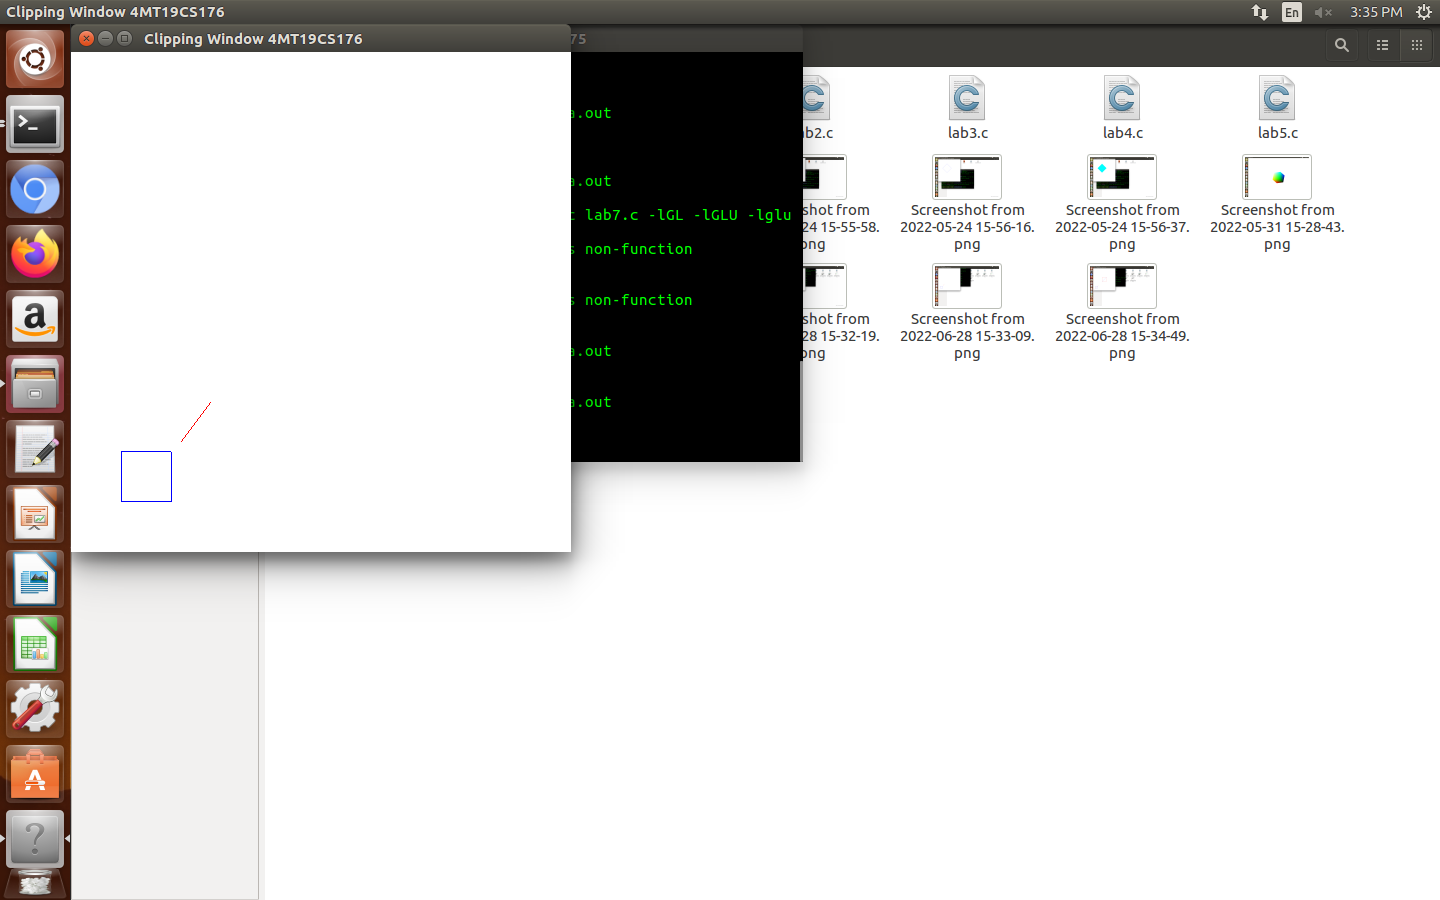 Clipping Window 4MT19CS176
En
3:35 PM
Clipping Window 4MT19CS176
75
a.out
a.out
lab7.c -lGL -lGLU -lglu
non-function
non-function
a.out
a.out
lab2.c
lab3.c
lab4.c
lab5.c
shot from
24 15-55-58.
png
Screenshot from
2022-05-24 15-56-16.
png
Screenshot from
2022-05-24 15-56-37.
png
Screenshot from
2022-05-31 15-28-43.
png
shot from
28 15-32-19.
png
Screenshot from
2022-06-28 15-33-09.
png
Screenshot from
2022-06-28 15-34-49.
png